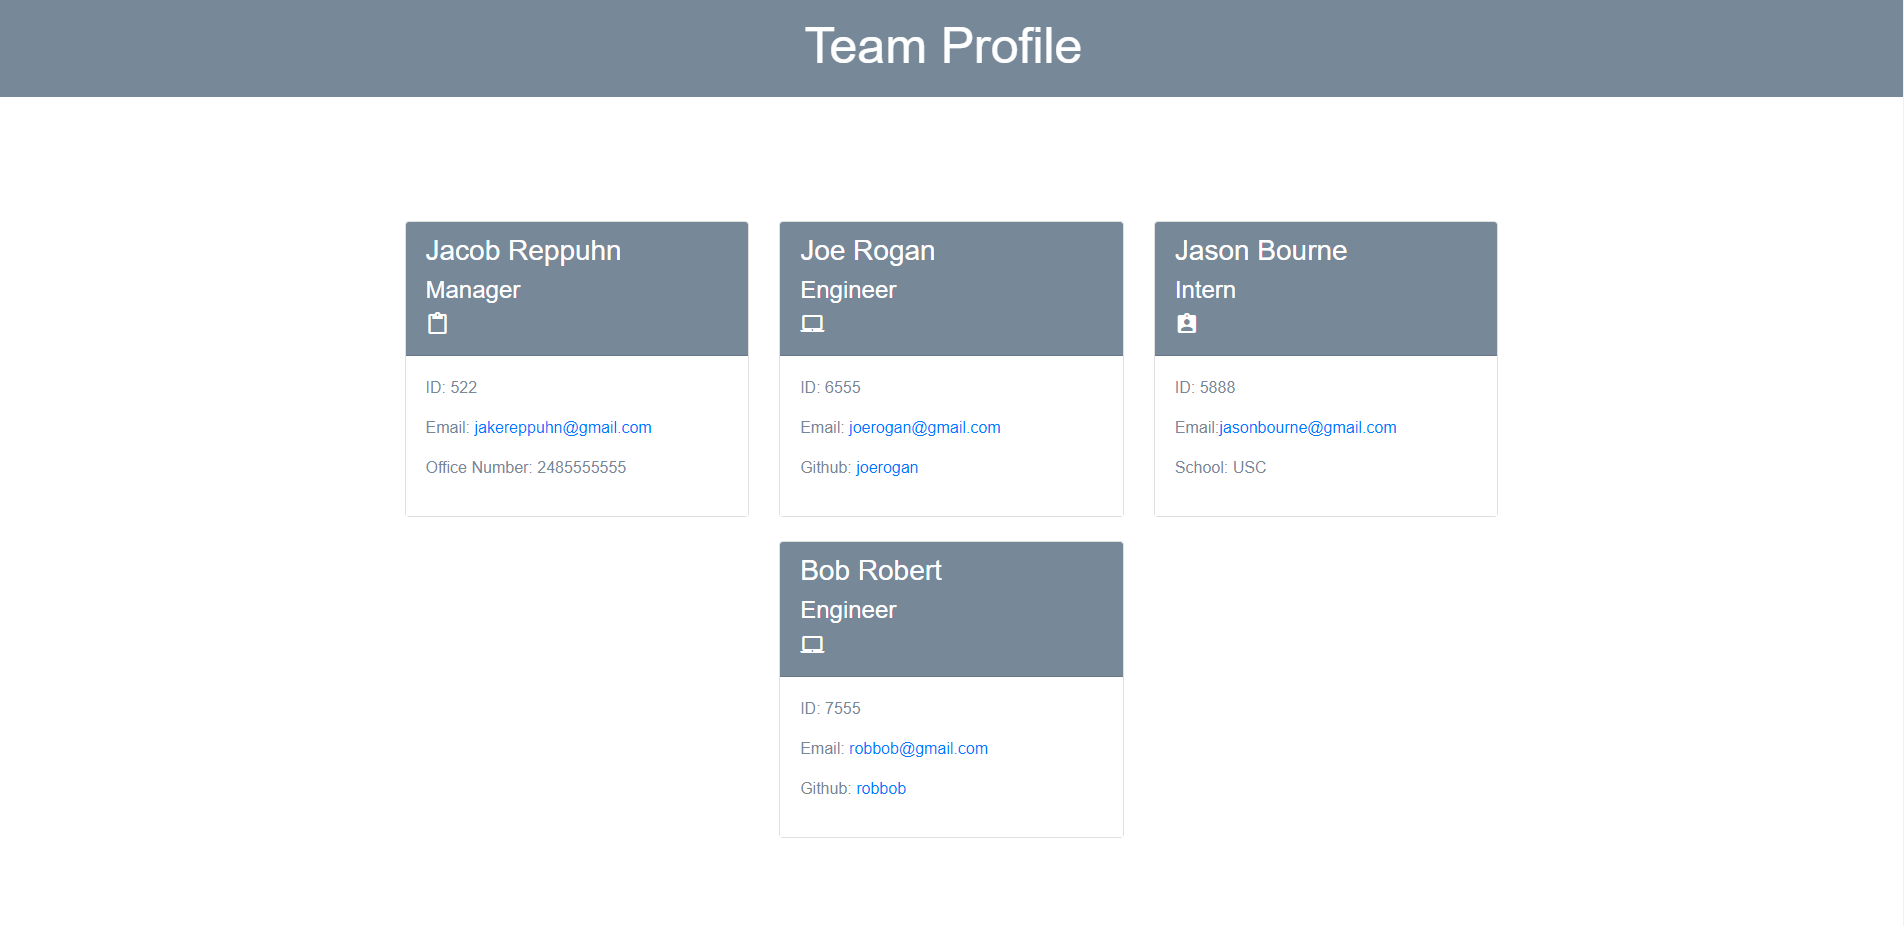 Team Profile
Jacob Reppuhn
Manager
ID: 522
Email: jakereppuhn@gmail.com
Office Number: 2485555555
Joe Rogan
Engineer
ID: 6555
Email: joerogan@gmail.com
Github: joerogan
Jason Bourne
Intern
ID: 5888
Email:jasonbourne@gmail.com
School: USC
Bob Robert
Engineer
ID: 7555
Email: robbob@gmail.com
Github: robbob